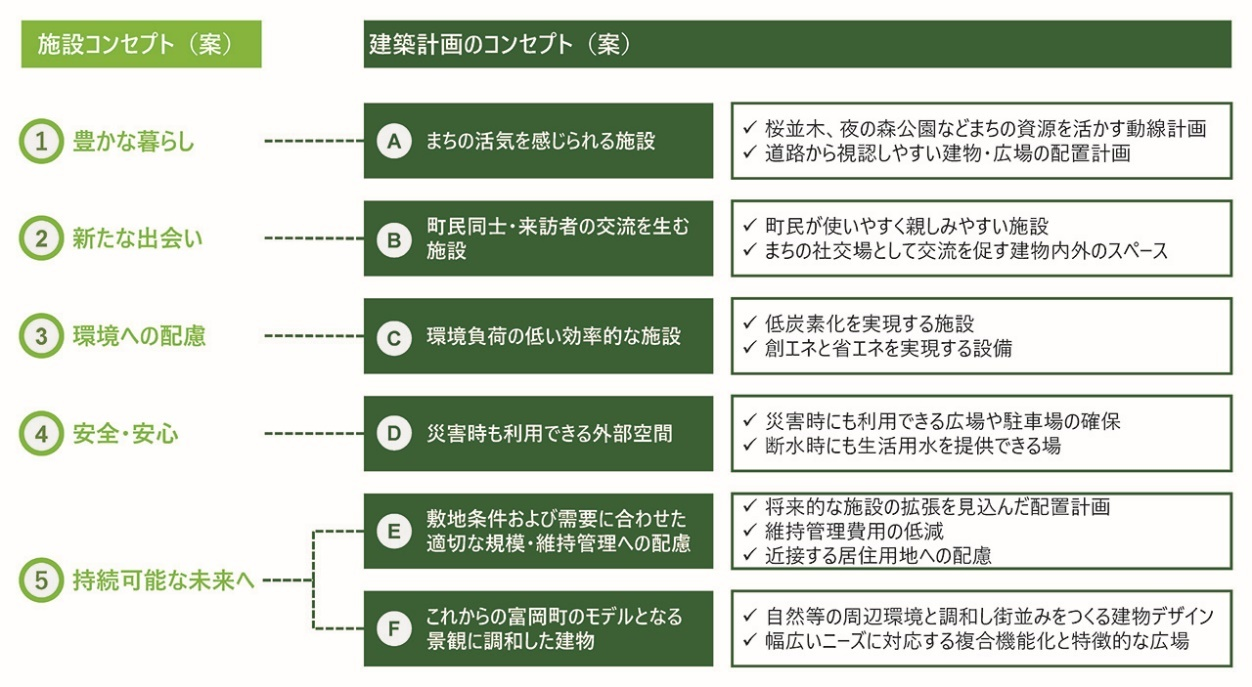 施設コンセプト（案）
建築計画のコンセプト（案）
1 豊かな暮らし
A まちの活気を感じられる施設
✓ 桜並木、夜の森公園などまちの資源を活かす動線計画
✓ 道路から視認しやすい建物・広場の配置計画
2 新たな出会い
B 町民同士・来訪者の交流を生む
施設
✓ 町民が使いやすく親しみやすい施設
✓ まちの社交場として交流を促す建物内外のスペース
3 環境への配慮
C 環境負荷の低い効率的な施設
✓ 低炭素化を実現する施設
✓ 創エネと省エネを実現する設備
4 安全・安心
D 災害時も利用できる外部空間
✓ 災害時にも利用できる広場や駐車場の確保
✓ 断水時にも生活用水を提供できる場
5 持続可能な未来へ
E 敷地条件および需要に合わせた
適切な規模・維持管理への配慮
✓ 将来的な施設の拡張を見込んだ配置計画
✓ 維持管理費用の低減
✓ 近接する居住用地への配慮
F これからの富岡町のモデルとなる
景観に調和した建物
✓ 自然等の周辺環境と調和し街並みをつくる建物デザイン
✓ 幅広いニーズに対応する複合機能化と特徴的な広場